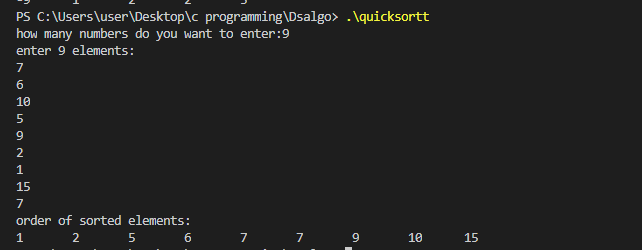 PS C:\Users\user\Desktop\c programming\Dsalgo> .\quicksortt
how many numbers do you want to enter:9
enter 9 elements:
7
6
10
5
9
2
1
15
7
order of sorted elements:
1 2 5 6 7 7 9 10 15